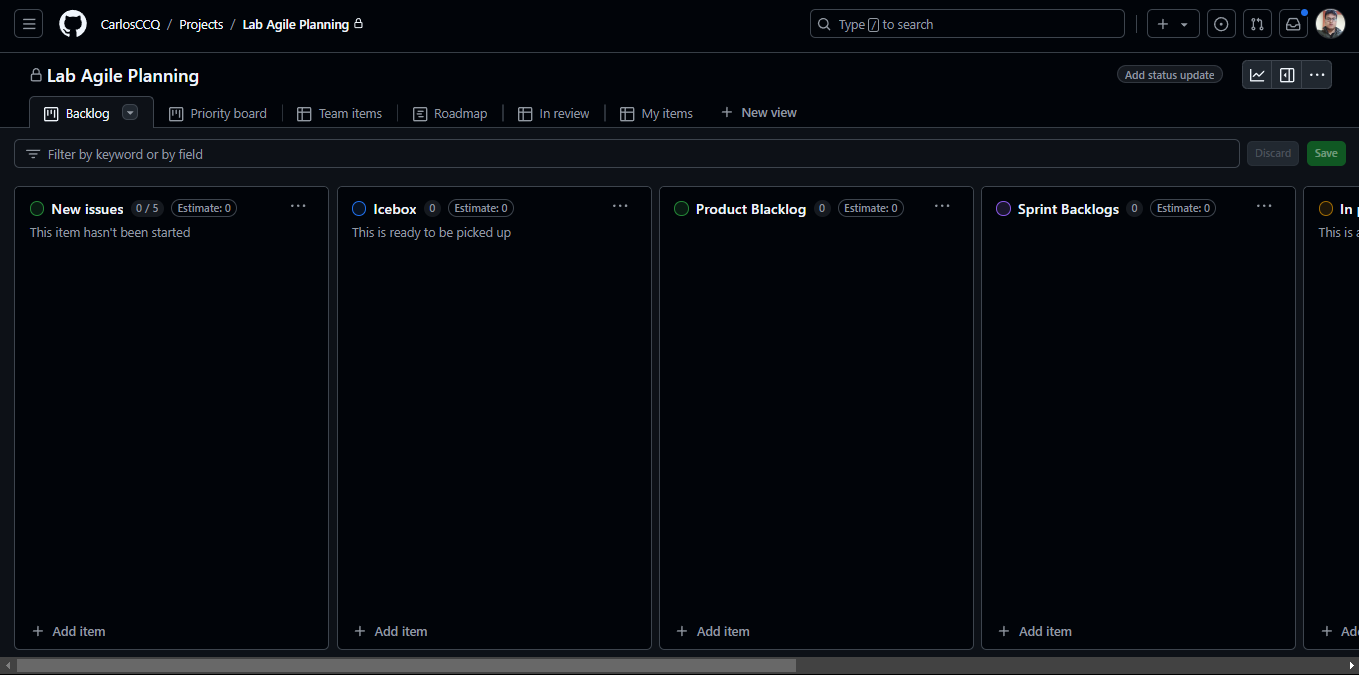 CarlosCCQ / Projects / Lab Agile Planning
Type / to search
Lab Agile Planning
Add status update
Backlog
Priority board
Team items
Roadmap
In review
My items
New view
Filter by keyword or by field
Discard
Save
New issues 0 / 5 Estimate: 0
This item hasn't been started
Add item
Icebox 0 Estimate: 0
This is ready to be picked up
Add item
Product Blacklog 0 Estimate: 0
Add item
Sprint Backlogs 0 Estimate: 0
Add item
In p
This is a
Add